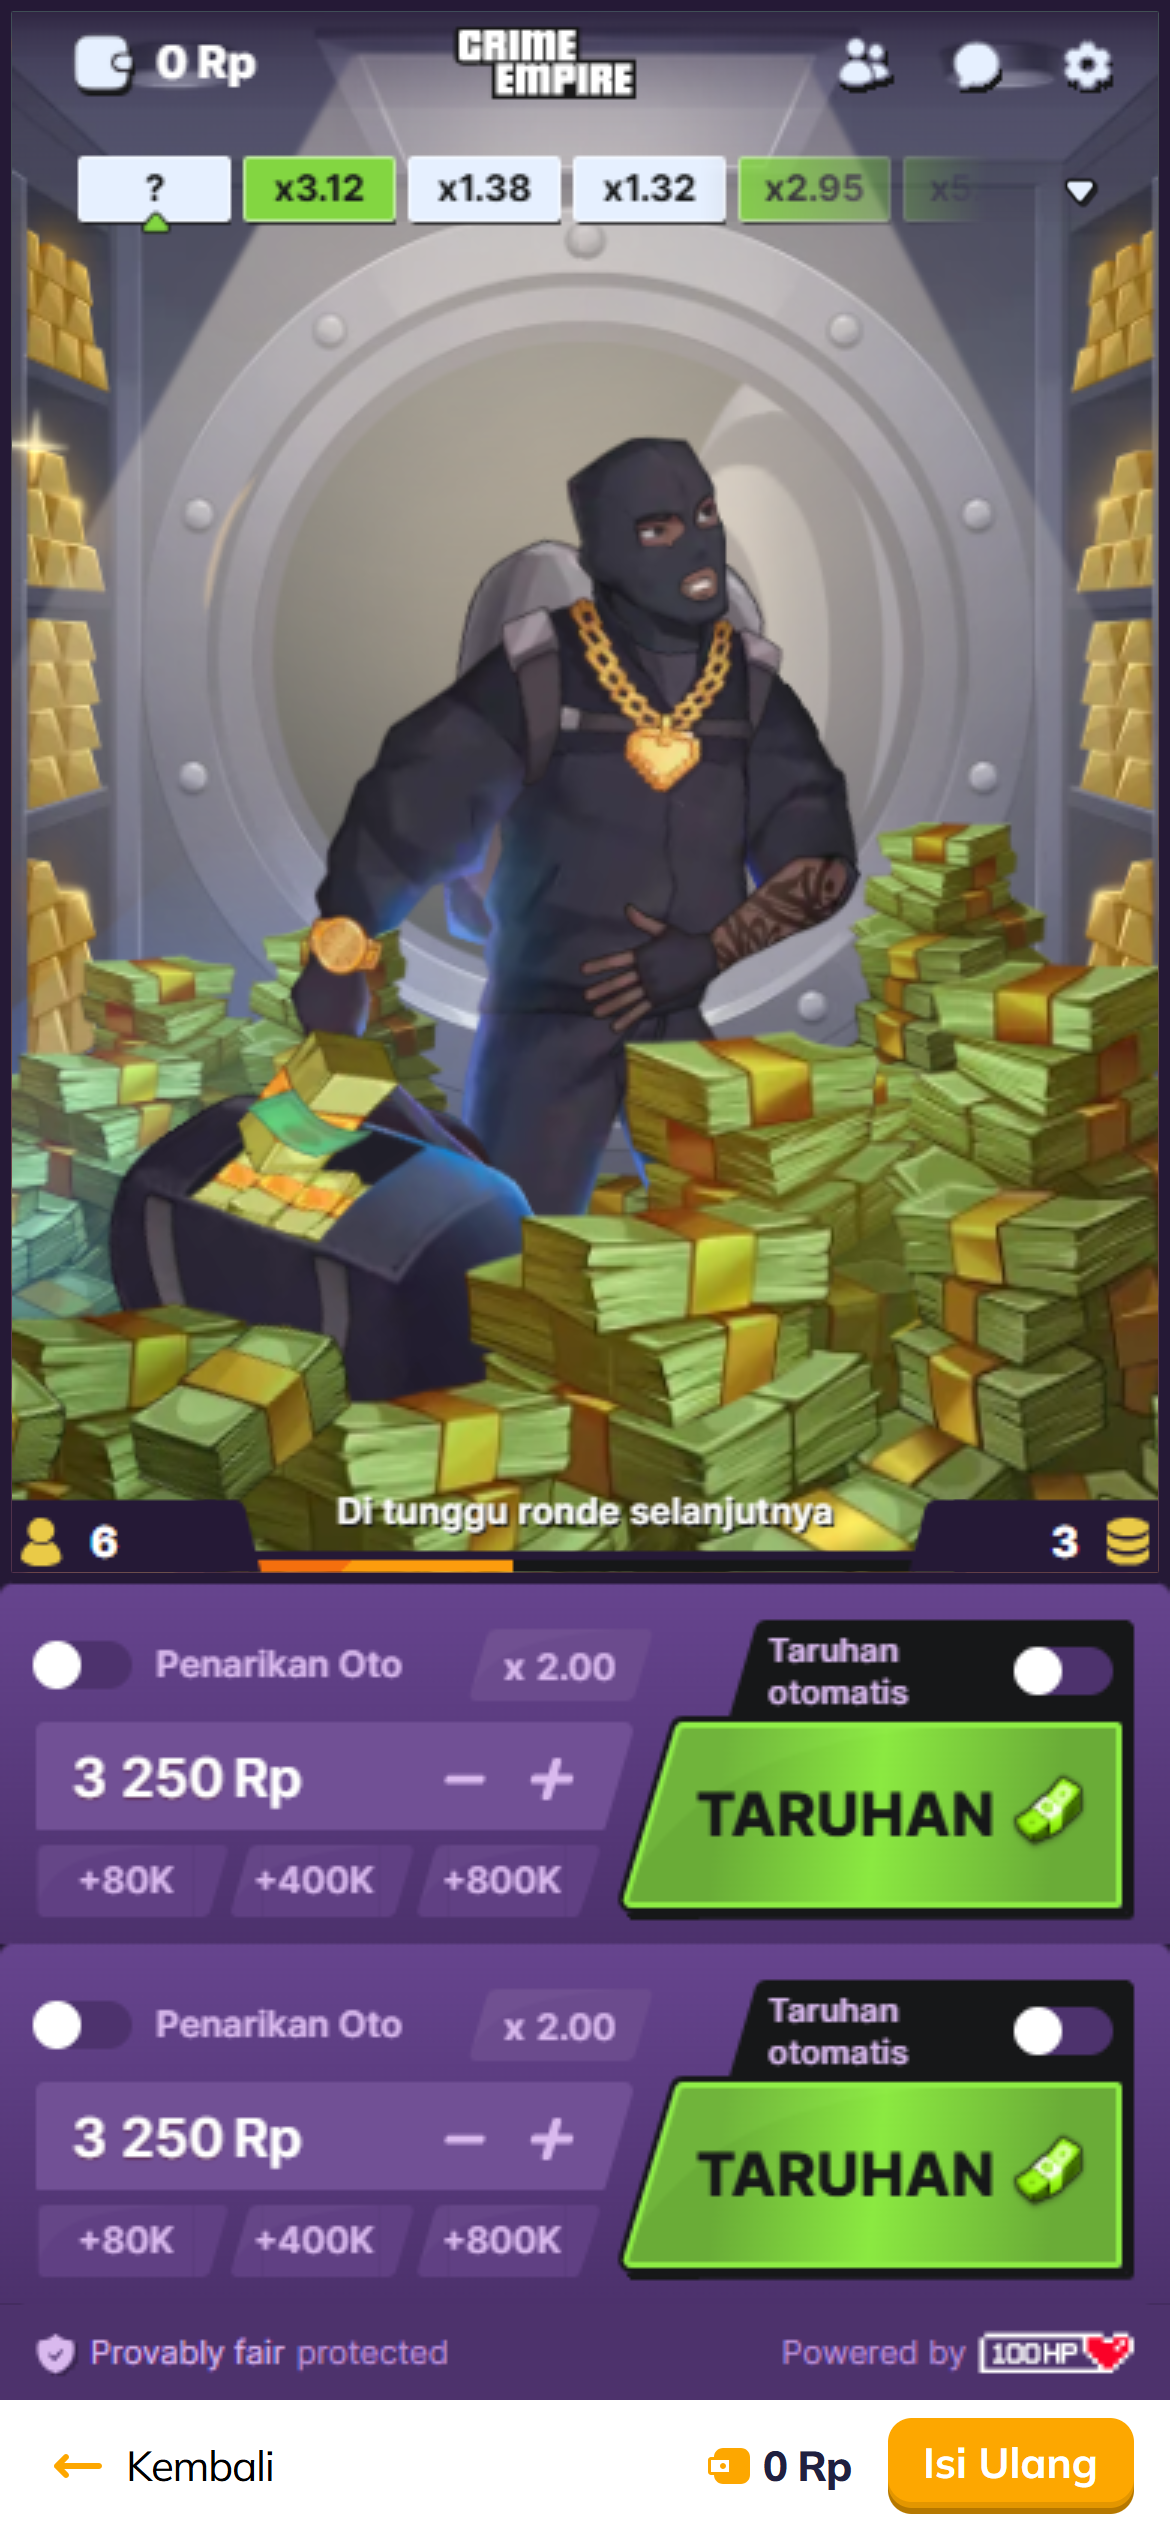 0 Rp
CRIME
EMPIRE
? x3.12 x1.38 x1.32 x2.95 x5
Di tunggu ronde selanjutnya
6
3
Penarikan Oto x 2.00
Taruhan
otomatis
3 250 Rp
TARUHAN
+80K +400K +800K
Penarikan Oto x 2.00
Taruhan
otomatis
3 250 Rp
TARUHAN
+80K +400K +800K
Provably fair protected
Powered by 100HP
Kembali
0 Rp
Isi Ulang